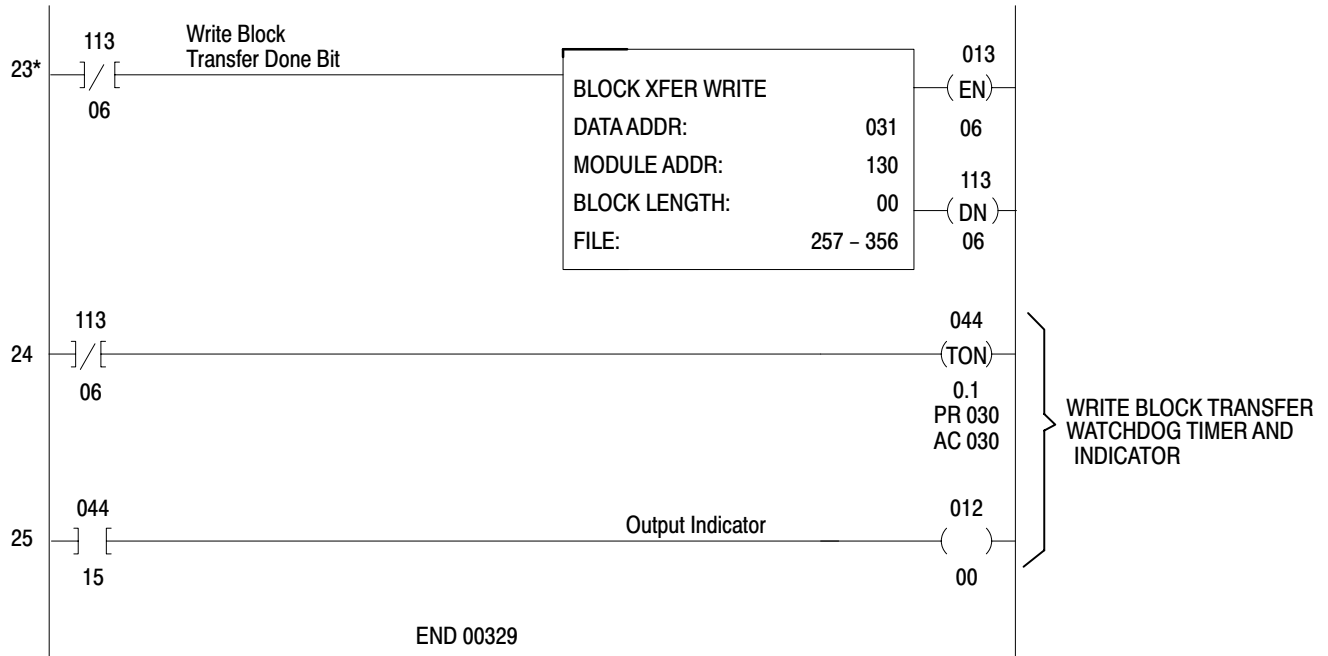 113
Write Block
Transfer Done Bit
23*
06
BLOCK XFER WRITE
DATA ADDR: 031
MODULE ADDR: 130
BLOCK LENGTH: 00
FILE: 257 – 356
013
EN
06
113
DN
06
113
24
06
044
TON
0.1
PR 030
AC 030
WRITE BLOCK TRANSFER
WATCHDOG TIMER AND
INDICATOR
044
25
15
Output Indicator
012
00
END 00329